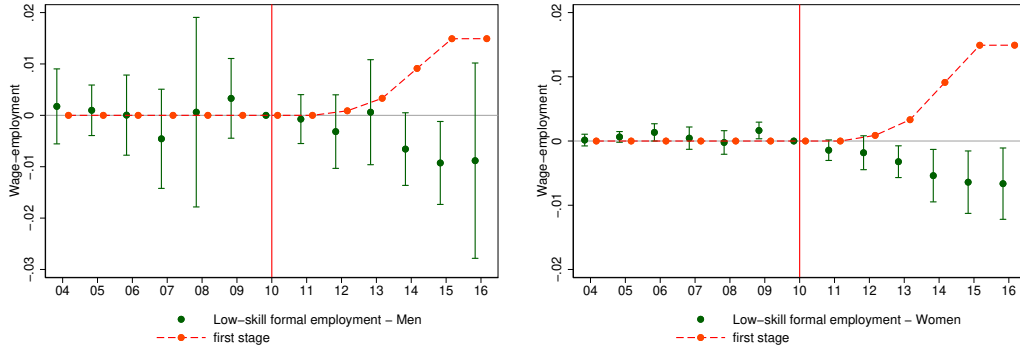 .02
.01
0
-.01
-.02
-.03
Wage-employment
04 05 06 07 08 09 10 11 12 13 14 15 16
Low-skill formal employment - Men
first stage
.02
.01
0
-.01
-.02
Wage-employment
04 05 06 07 08 09 10 11 12 13 14 15 16
Low-skill formal employment - Women
first stage